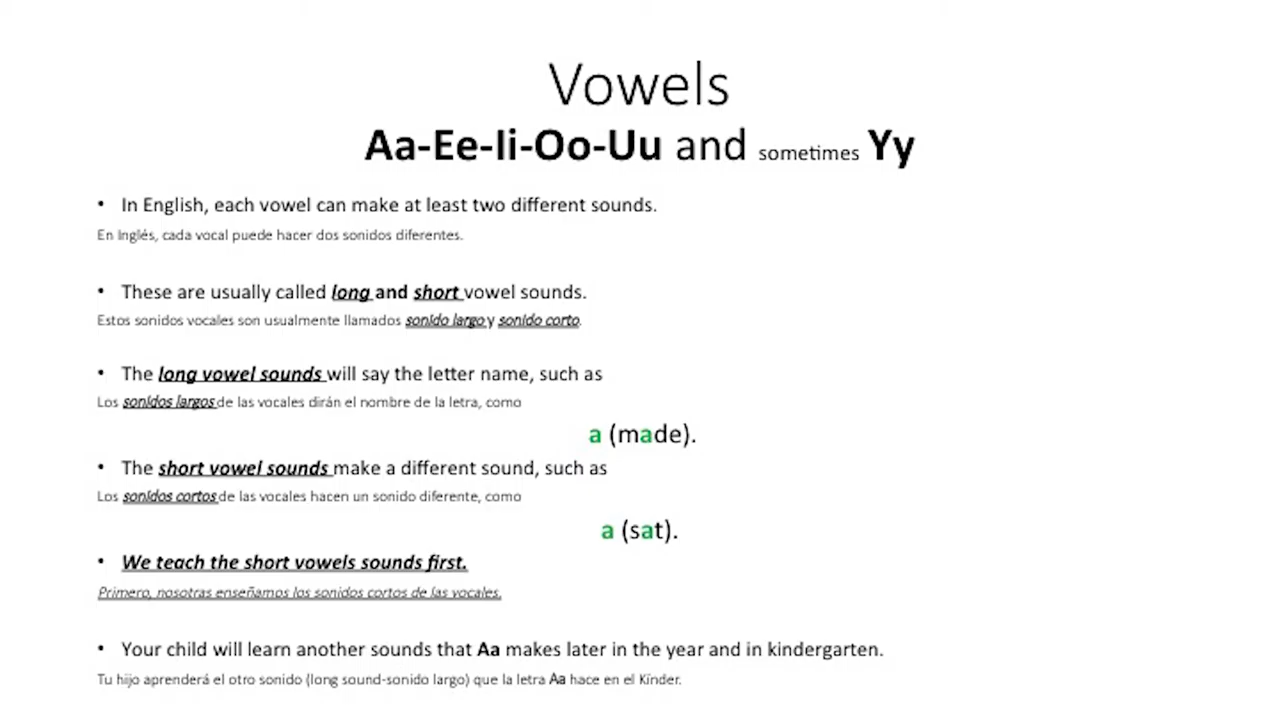 Vowels
Aa-Ee-Ii-Oo-Uu and sometimes Yy
• In English, each vowel can make at least two different sounds.
En Inglés, cada vocal puede hacer dos sonidos diferentes.
• These are usually called long and short vowel sounds.
Estos sonidos vocales son usualmente llamados sonido largo y sonido corto.
• The long vowel sounds will say the letter name, such as
Los sonidos largos de las vocales dirán el nombre de la letra, como
a (made).
• The short vowel sounds make a different sound, such as
Los sonidos cortos de las vocales hacen un sonido diferente, como
a (sat).
• We teach the short vowels sounds first.
Primero, nosotras enseñamos los sonidos cortos de las vocales.
• Your child will learn another sounds that Aa makes later in the year and in kindergarten.
Tu hijo aprenderá el otro sonido (long sound-sonido largo) que la letra Aa hace en el Kínder.